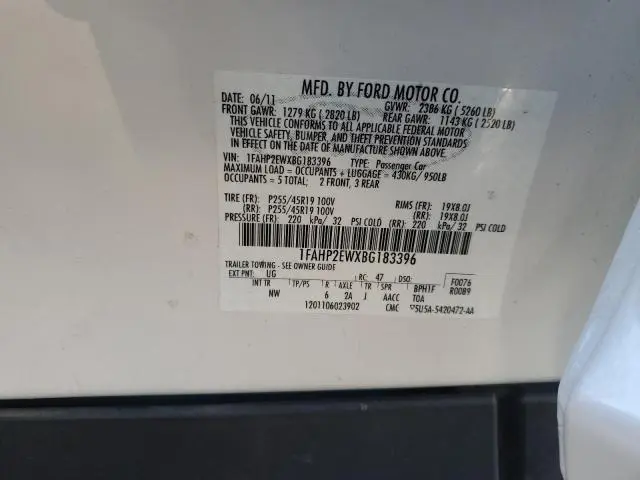 MFD. BY FORD MOTOR CO.
DATE: 06/11 GVWR: 2386 KG ( 5260 LB)
FRONT GAWR: 1279 KG ( 2820 LB) REAR GAWR: 1143 KG ( 2520 LB)
THIS VEHICLE CONFORMS TO ALL APPLICABLE FEDERAL MOTOR
VEHICLE SAFETY, BUMPER, AND THEFT PREVENTION STANDARDS
IN EFFECT ON THE DATE OF MANUFACTURE SHOWN ABOVE.
VIN: 1FAHP2EWXBG183396 TYPE: Passenger Car
MAXIMUM LOAD = OCCUPANTS + LUGGAGE = 430KG/ 950LB
OCCUPANTS = 5 TOTAL; 2 FRONT, 3 REAR
TIRE (FR): P255/45R19 100V RIMS (FR): 19X8.0J
(RR): P255/45R19 100V (RR): 19X8.0J
PRESSURE (FR): 220 kPa/ 32 PSI COLD (RR): 220 kPa/ 32 PSI COLD
1FAHP2EWXBG183396
TRAILER TOWING - SEE OWNER GUIDE
EXT PNT: UG RC: 47 DSO: F0076
INT TR TP/PS R AXLE TR SPR BPH1F R0089
NW 6 2A J AACC TOA
1201106023902 CMC 5U5A-5420472-AA